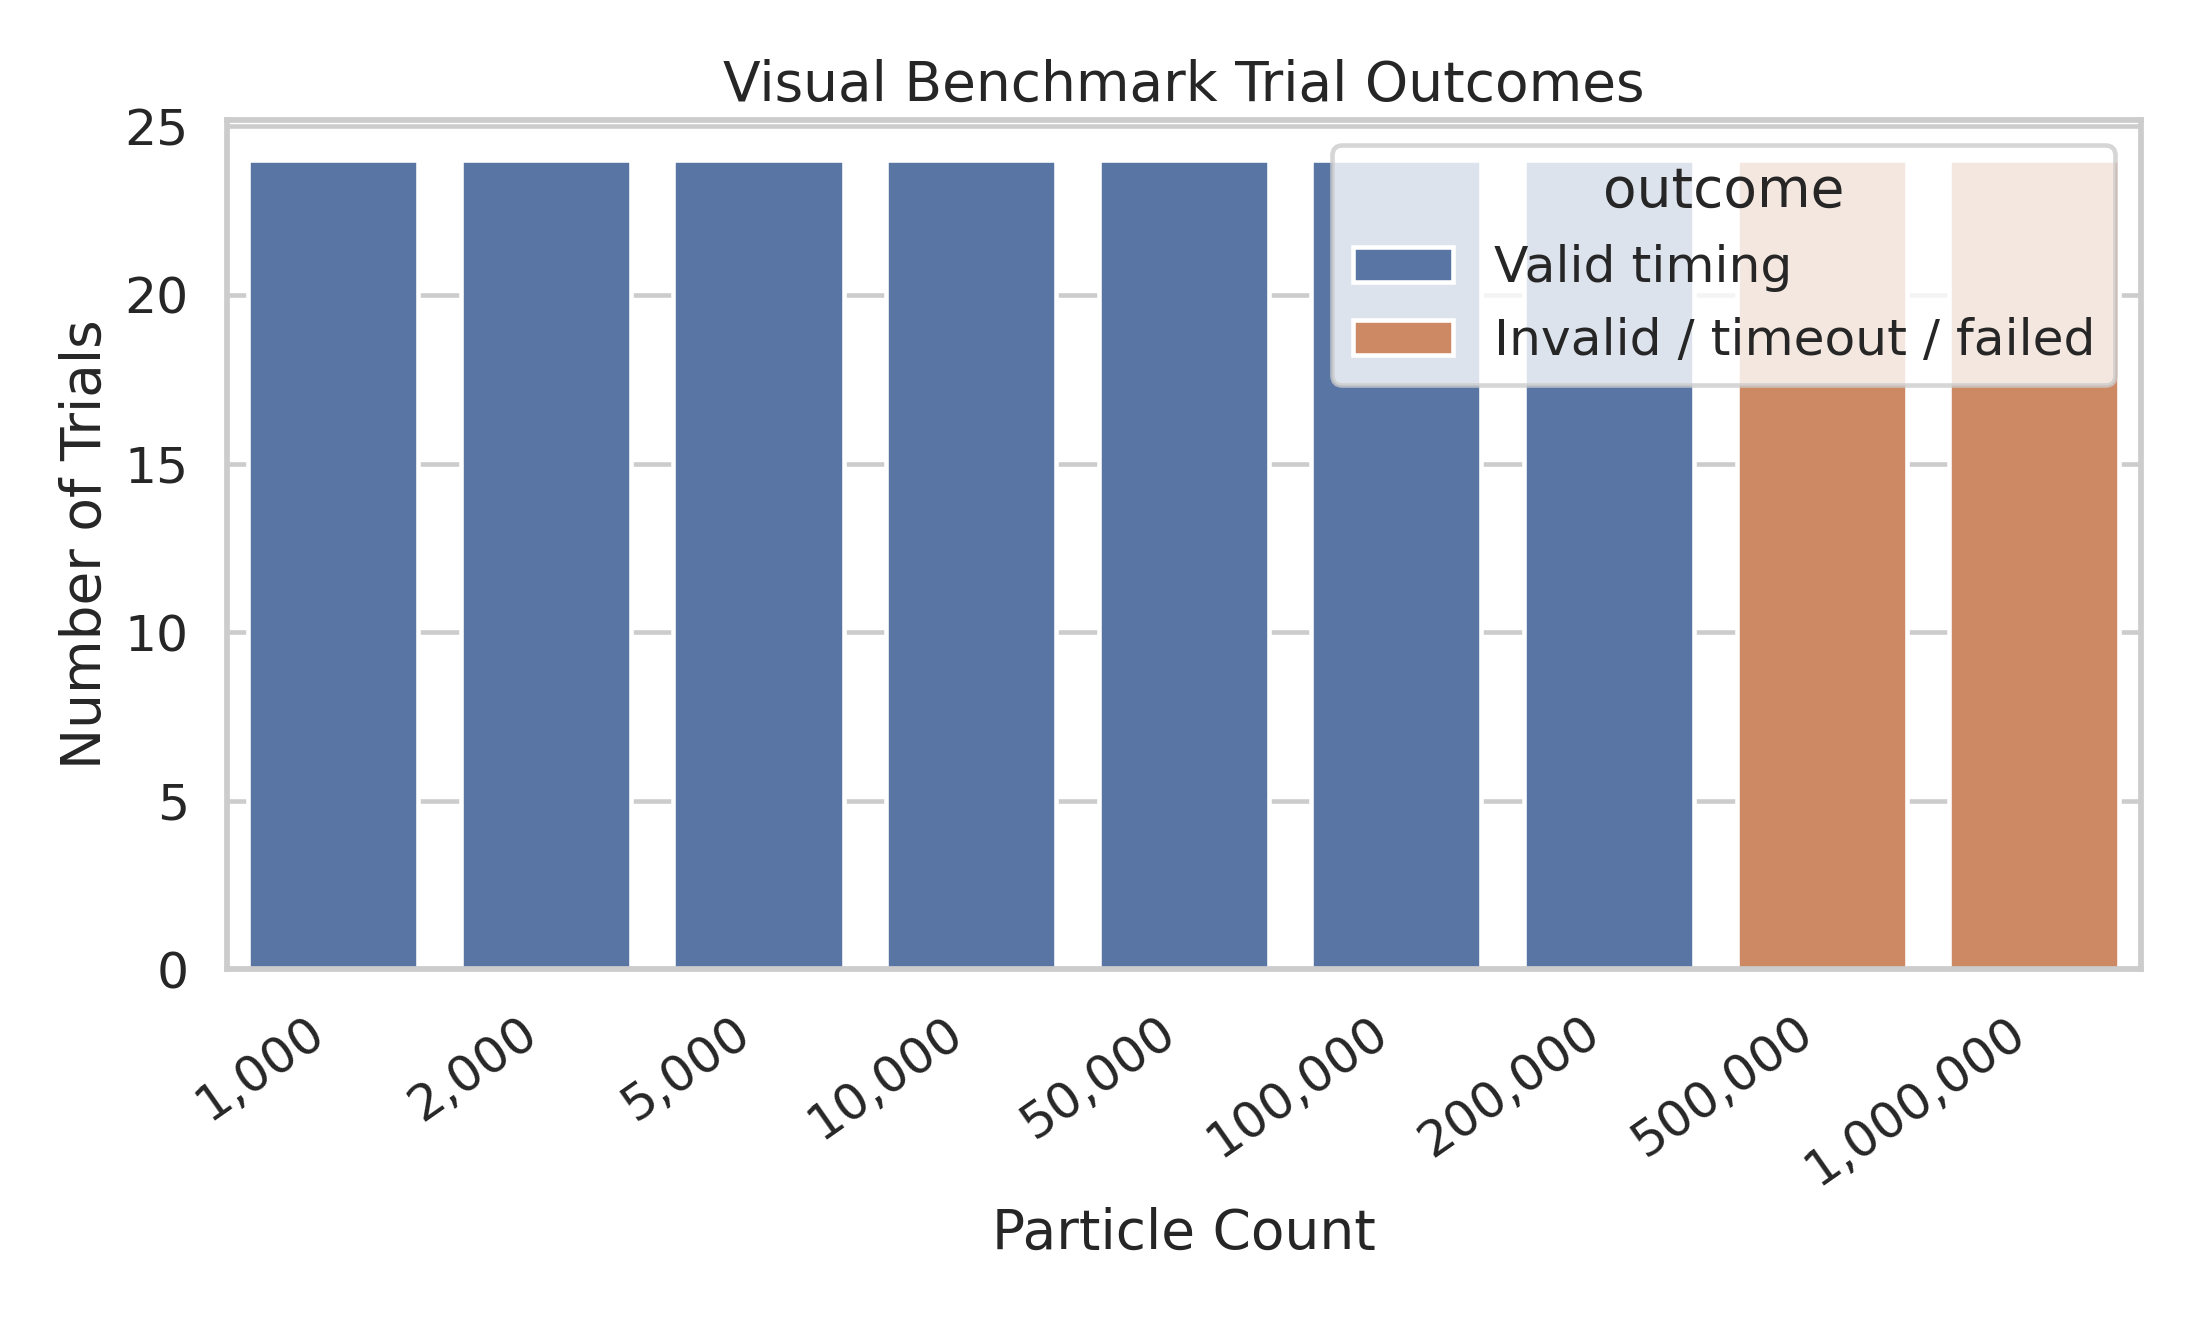 Visual Benchmark Trial Outcomes
25
20
15
10
5
0
Number of Trials
outcome
Valid timing
Invalid / timeout / failed
1,000
2,000
5,000
10,000
50,000
100,000
200,000
500,000
1,000,000
Particle Count